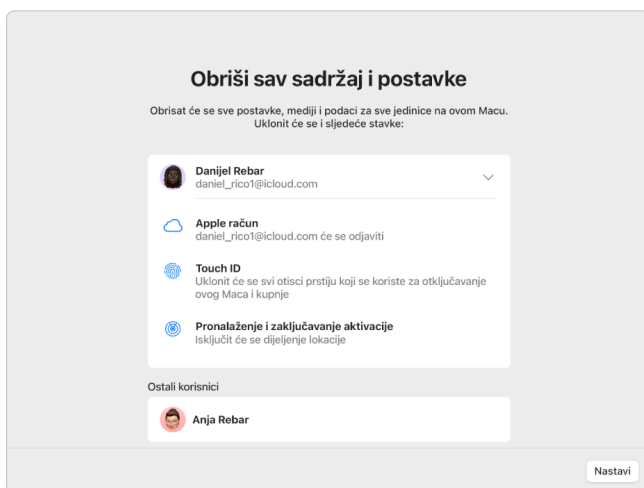 Obriši sav sadržaj i postavke
Obrisat će se sve postavke, mediji i podaci za sve jedinice na ovom Macu.
Uklonit će se i sljedeće stavke:
Danijel Rebar
daniel_rico1@icloud.com
Apple račun
daniel_rico1@icloud.com će se odjaviti
Touch ID
Uklonit će se svi otisci prstiju koji se koriste za otključavanje
ovog Maca i kupnje
Pronalaženje i zaključavanje aktivacije
Isključit će se dijeljenje lokacije
Ostali korisnici
Anja Rebar
Nastavi